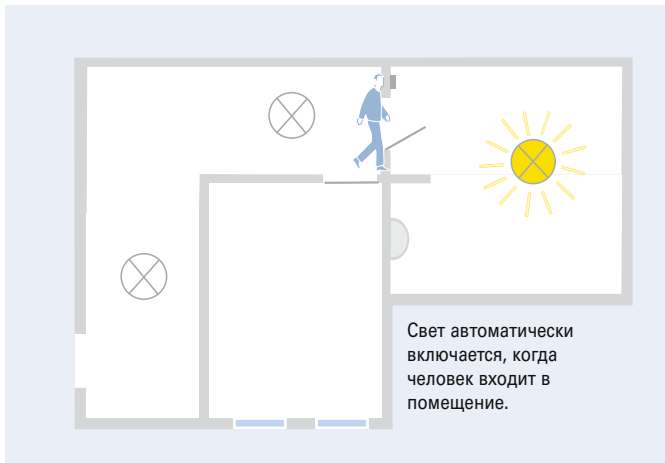 Свет автоматически
включается, когда
человек входит в
помещение.